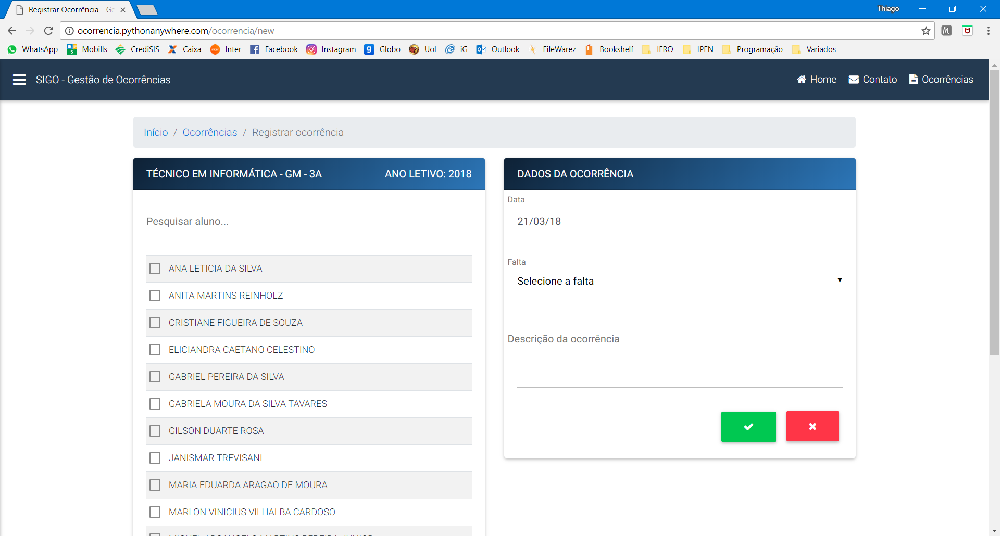 Registrar Ocorrência - Ge
Thiago
ocorrencia.pythonanywhere.com/ocorrencia/new
WhatsApp Mobills CrediSIS Caixa Inter Facebook Instagram Globo Uol iG Outlook FileWarez Bookshelf IFRO IPEN Programação Variados
SIGO - Gestão de Ocorrências
Home Contato Ocorrências
Início / Ocorrências / Registrar ocorrência
TÉCNICO EM INFORMÁTICA - GM - 3A ANO LETIVO: 2018
Pesquisar aluno...
ANA LETICIA DA SILVA
ANITA MARTINS REINHOLZ
CRISTIANE FIGUEIRA DE SOUZA
ELICIANDRA CAETANO CELESTINO
GABRIEL PEREIRA DA SILVA
GABRIELA MOURA DA SILVA TAVARES
GILSON DUARTE ROSA
JANISMAR TREVISANI
MARIA EDUARDA ARAGAO DE MOURA
MARLON VINICIUS VILHALBA CARDOSO
DADOS DA OCORRÊNCIA
Data
21/03/18
Falta
Selecione a falta
Descrição da ocorrência